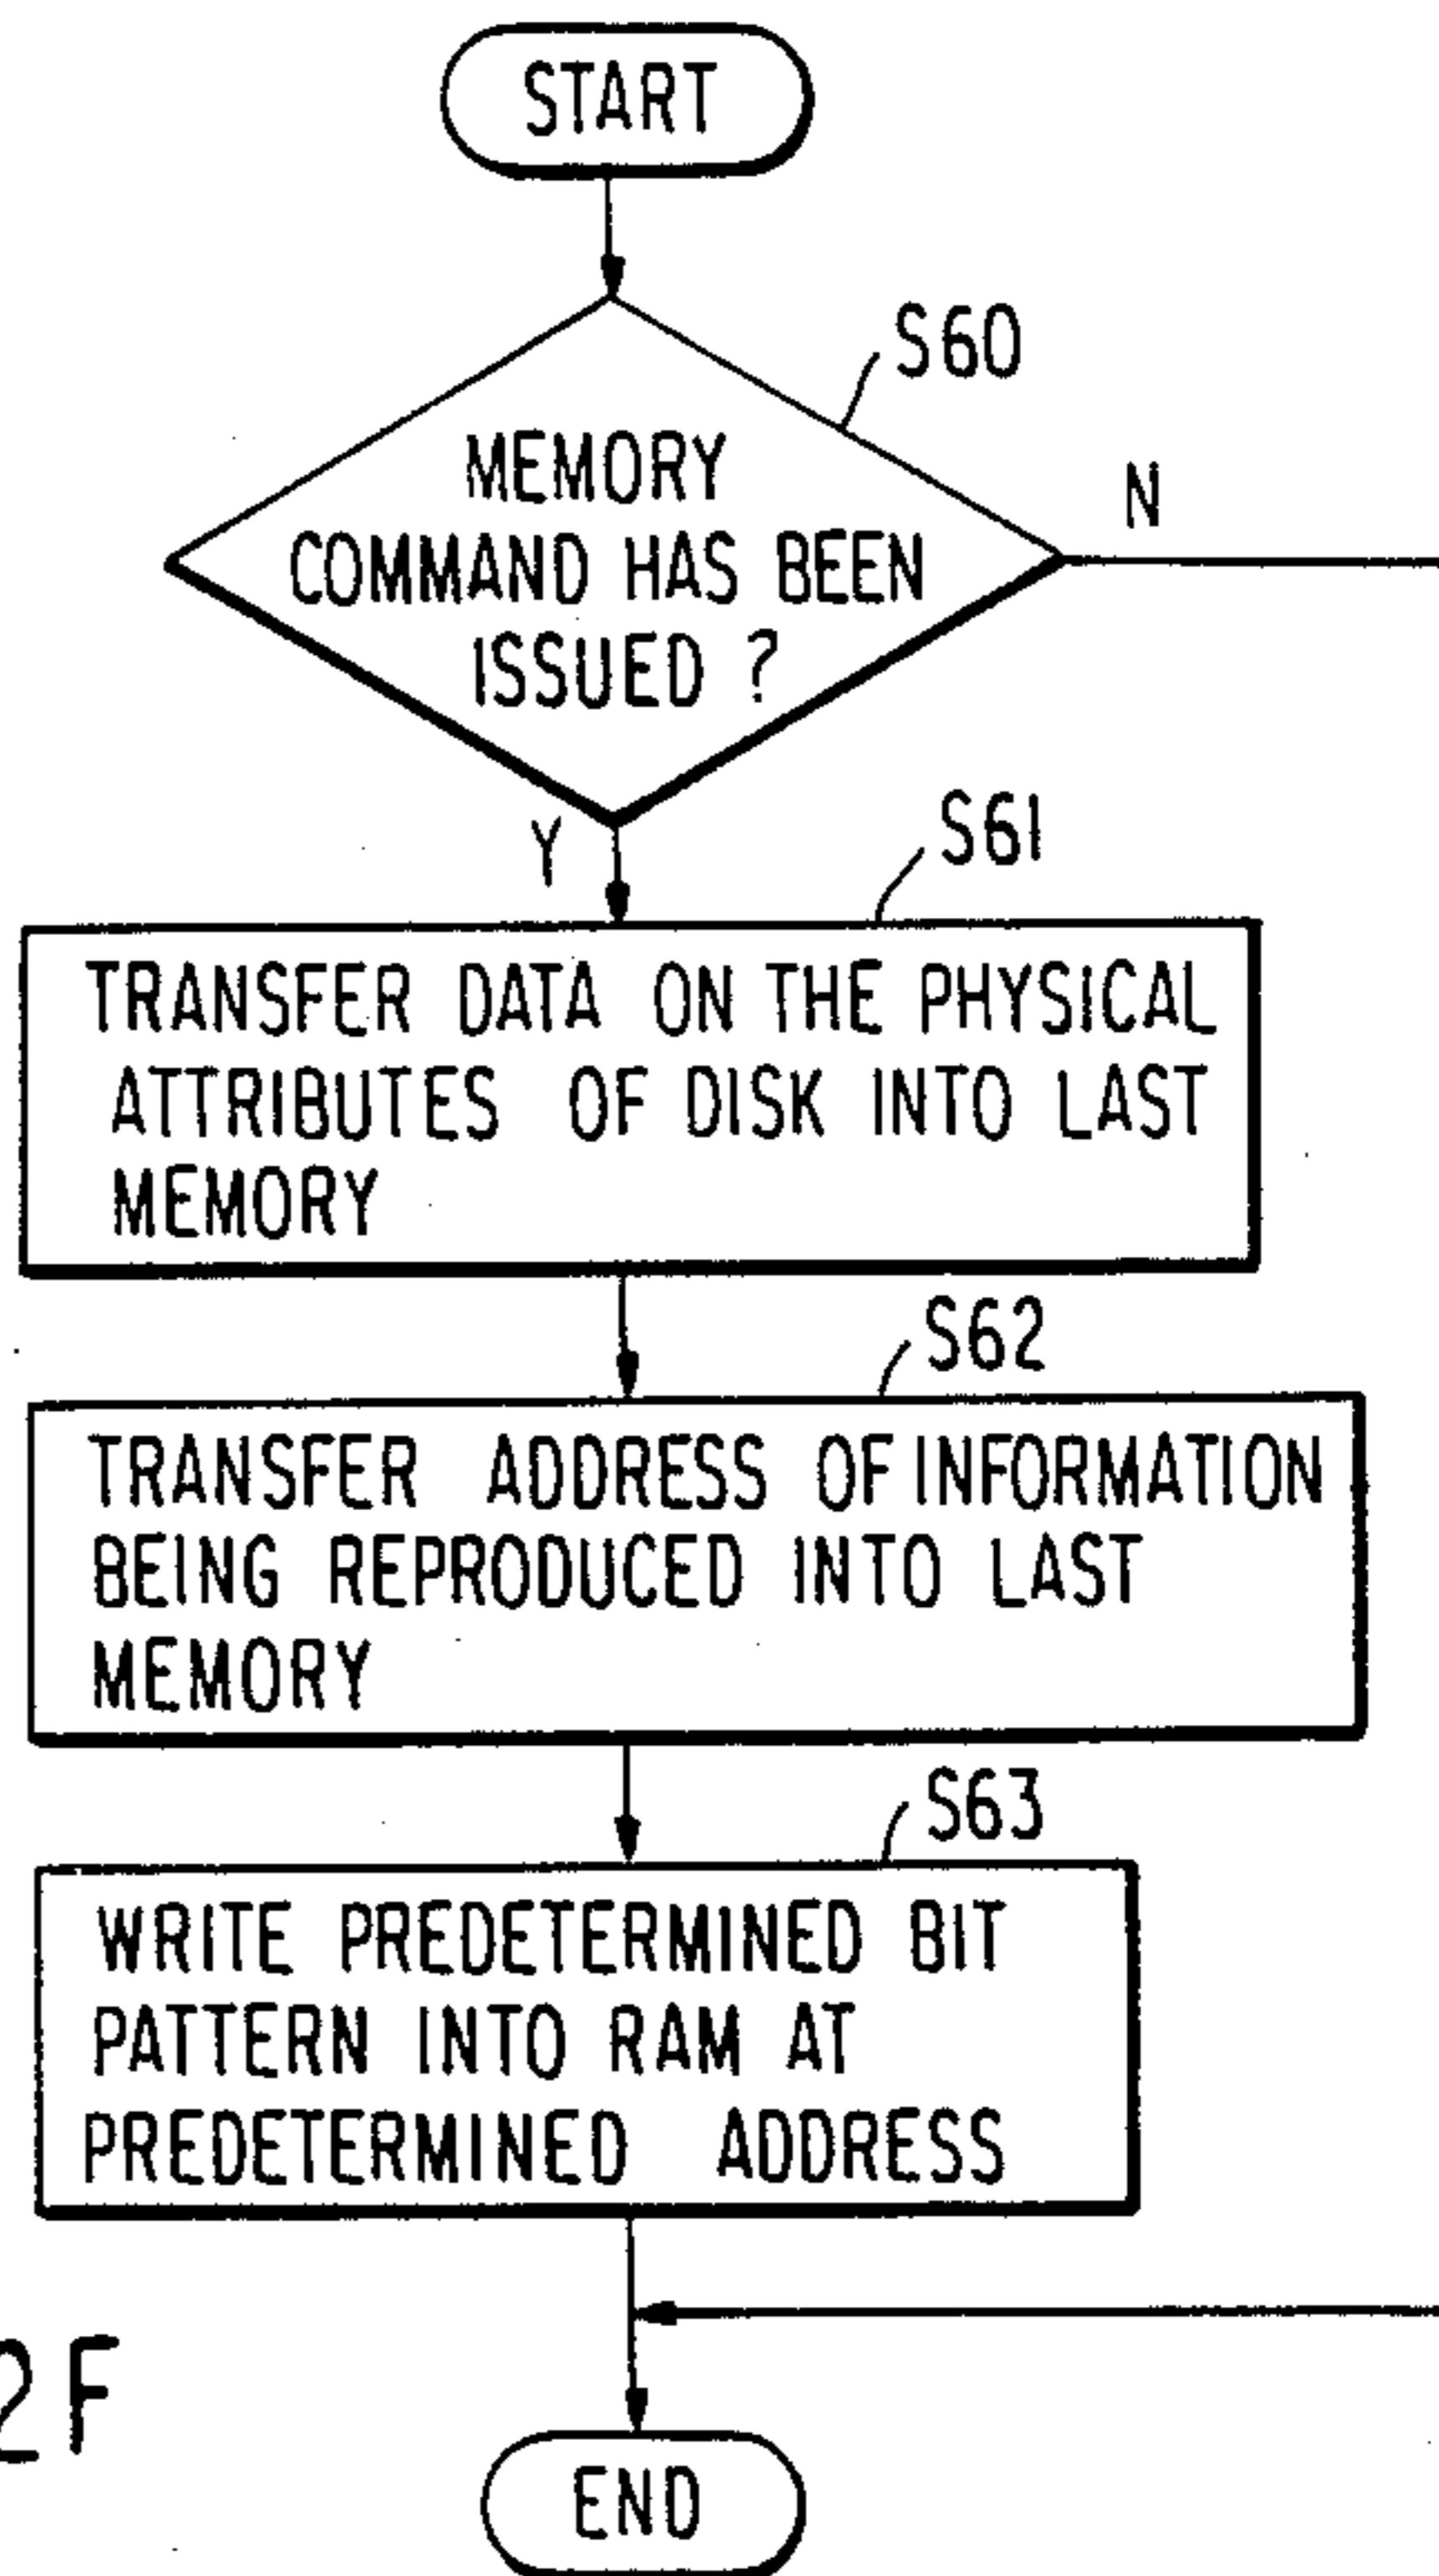 START
S60
MEMORY
COMMAND HAS BEEN
ISSUED ?
N
Y
S61
TRANSFER DATA ON THE PHYSICAL
ATTRIBUTES OF DISK INTO LAST
MEMORY
S62
TRANSFER ADDRESS OF INFORMATION
BEING REPRODUCED INTO LAST
MEMORY
S63
WRITE PREDETERMINED BIT
PATTERN INTO RAM AT
PREDETERMINED ADDRESS
2F
END